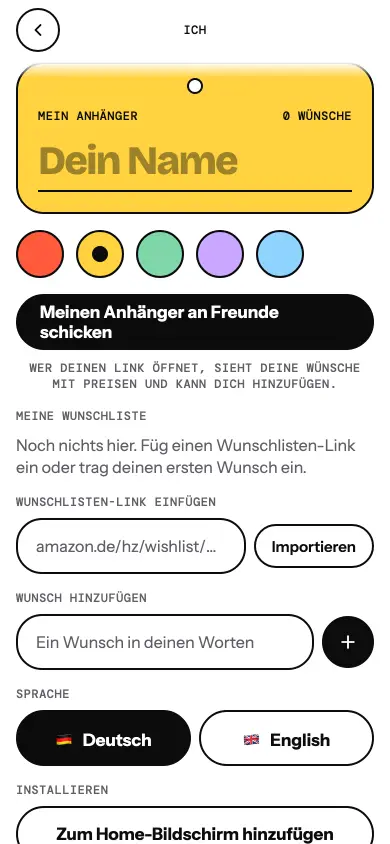 ICH
MEIN ANHÄNGER
0 WÜNSCHE
Dein Name
Meinen Anhänger an Freunde
schicken
WER DEINEN LINK ÖFFNET, SIEHT DEINE WÜNSCHE
MIT PREISEN UND KANN DICH HINZUFÜGEN.
MEINE WUNSCHLISTE
Noch nichts hier. Füg einen Wunschlisten-Link
ein oder trag deinen ersten Wunsch ein.
WUNSCHLISTEN-LINK EINFÜGEN
amazon.de/hz/wishlist/…
Importieren
WUNSCH HINZUFÜGEN
Ein Wunsch in deinen Worten
SPRACHE
Deutsch
English
INSTALLIEREN
Zum Home-Bildschirm hinzufügen